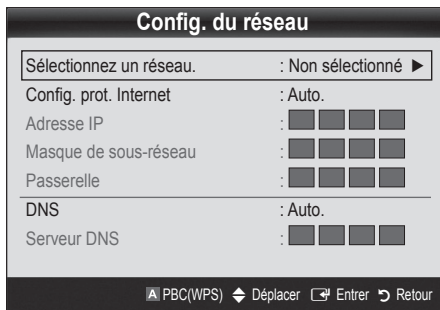 Config. du réseau
Sélectionnez un réseau. : Non sélectionné ▶
Config. prot. Internet : Auto.
Adresse IP :
Masque de sous-réseau :
Passerelle :
DNS : Auto.
Serveur DNS :
A PBC(WPS) Déplacer Entrer Retour